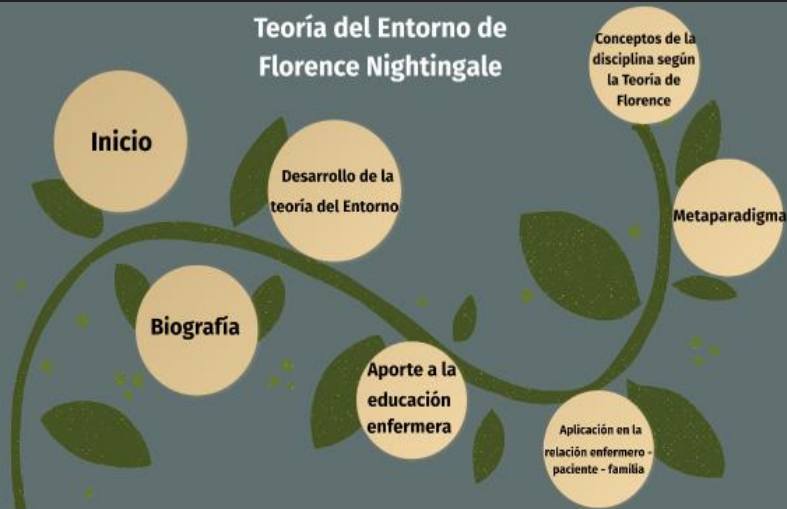 Teoría del Entorno de
Florence Nightingale
Inicio
Biografía
Desarrollo de la
teoría del Entorno
Aporte a la
educación
enfermera
Aplicación en la
relación enfermero -
paciente - familia
Metaparadigma
Conceptos de la
disciplina según
la Teoría de
Florence